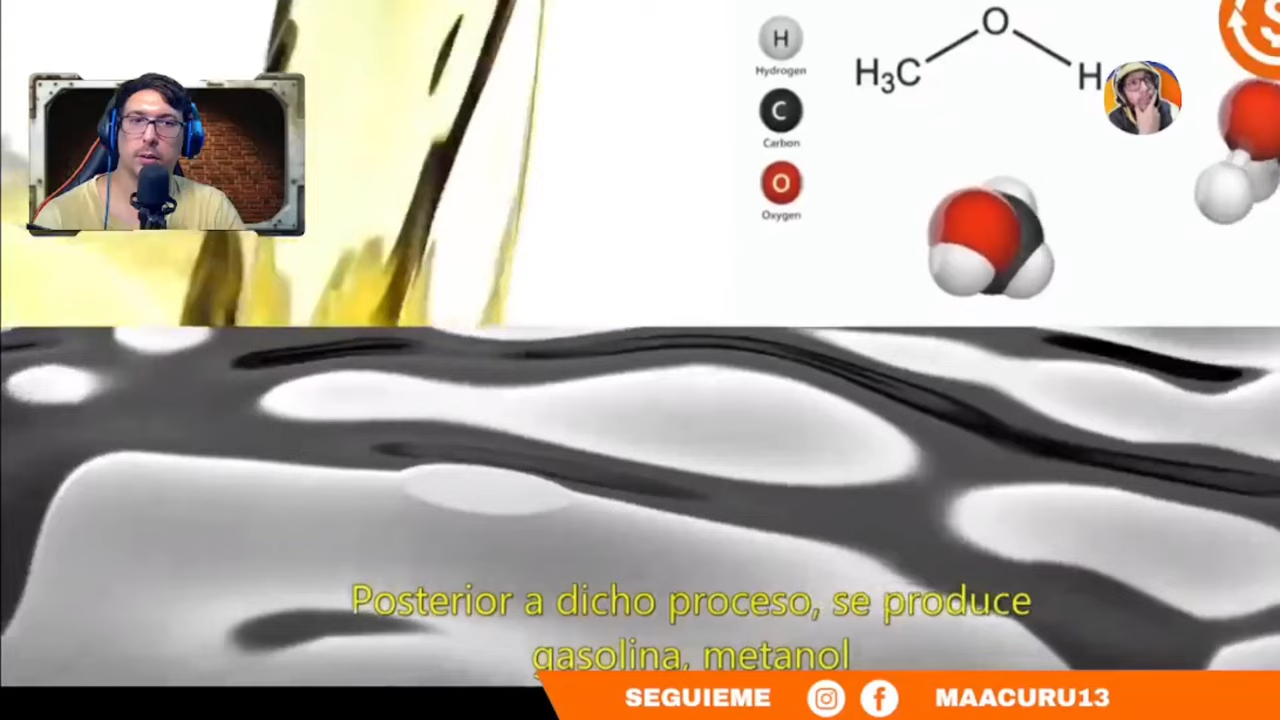 H
Hydrogen
C
Carbon
O
Oxygen
O
H₃C
H
$
Posterior a dicho proceso, se produce
gasolina, metanol
SEGUIEME
MAACURU13